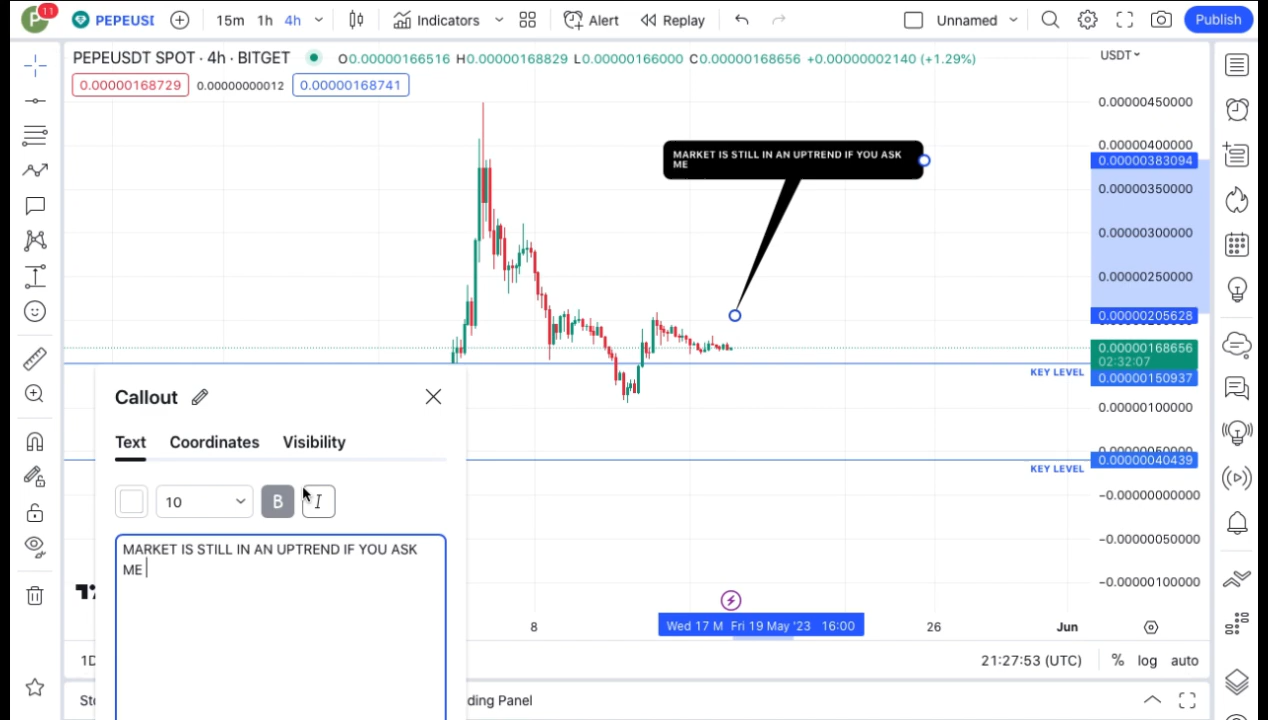 11
PEPEUSI
15m 1h 4h
Indicators
Alert
Replay
Unnamed
Publish
PEPEUSDT SPOT · 4h · BITGET
O0.00000166516 H0.00000168829 L0.00000166000 C0.00000168656 +0.00000002140 (+1.29%)
USDT
0.00000168729
0.00000000012
0.00000168741
0.00000450000
0.00000400000
0.00000383094
0.00000350000
0.00000300000
0.00000250000
0.00000205628
0.00000168656
02:32:07
0.00000150937
0.00000100000
0.00000040439
−0.00000000000
−0.00000050000
−0.00000100000
MARKET IS STILL IN AN UPTREND IF YOU ASK
ME
KEY LEVEL
KEY LEVEL
Callout
Text Coordinates Visibility
10
B
I
MARKET IS STILL IN AN UPTREND IF YOU ASK
ME
8
Wed 17 M Fri 19 May '23 16:00
26
Jun
1D
21:27:53 (UTC)
% log auto
ding Panel